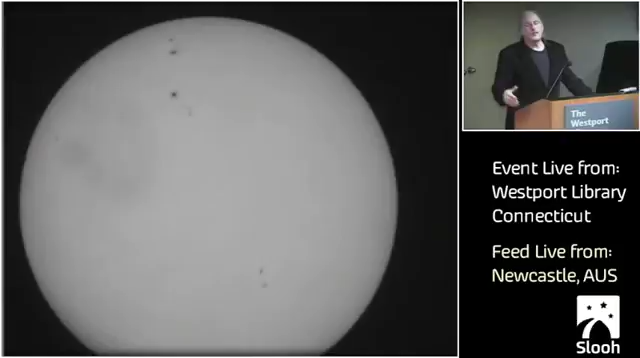 The
Westport
Event Live from:
Westport Library
Connecticut
Feed Live from:
Newcastle, AUS
Slooh